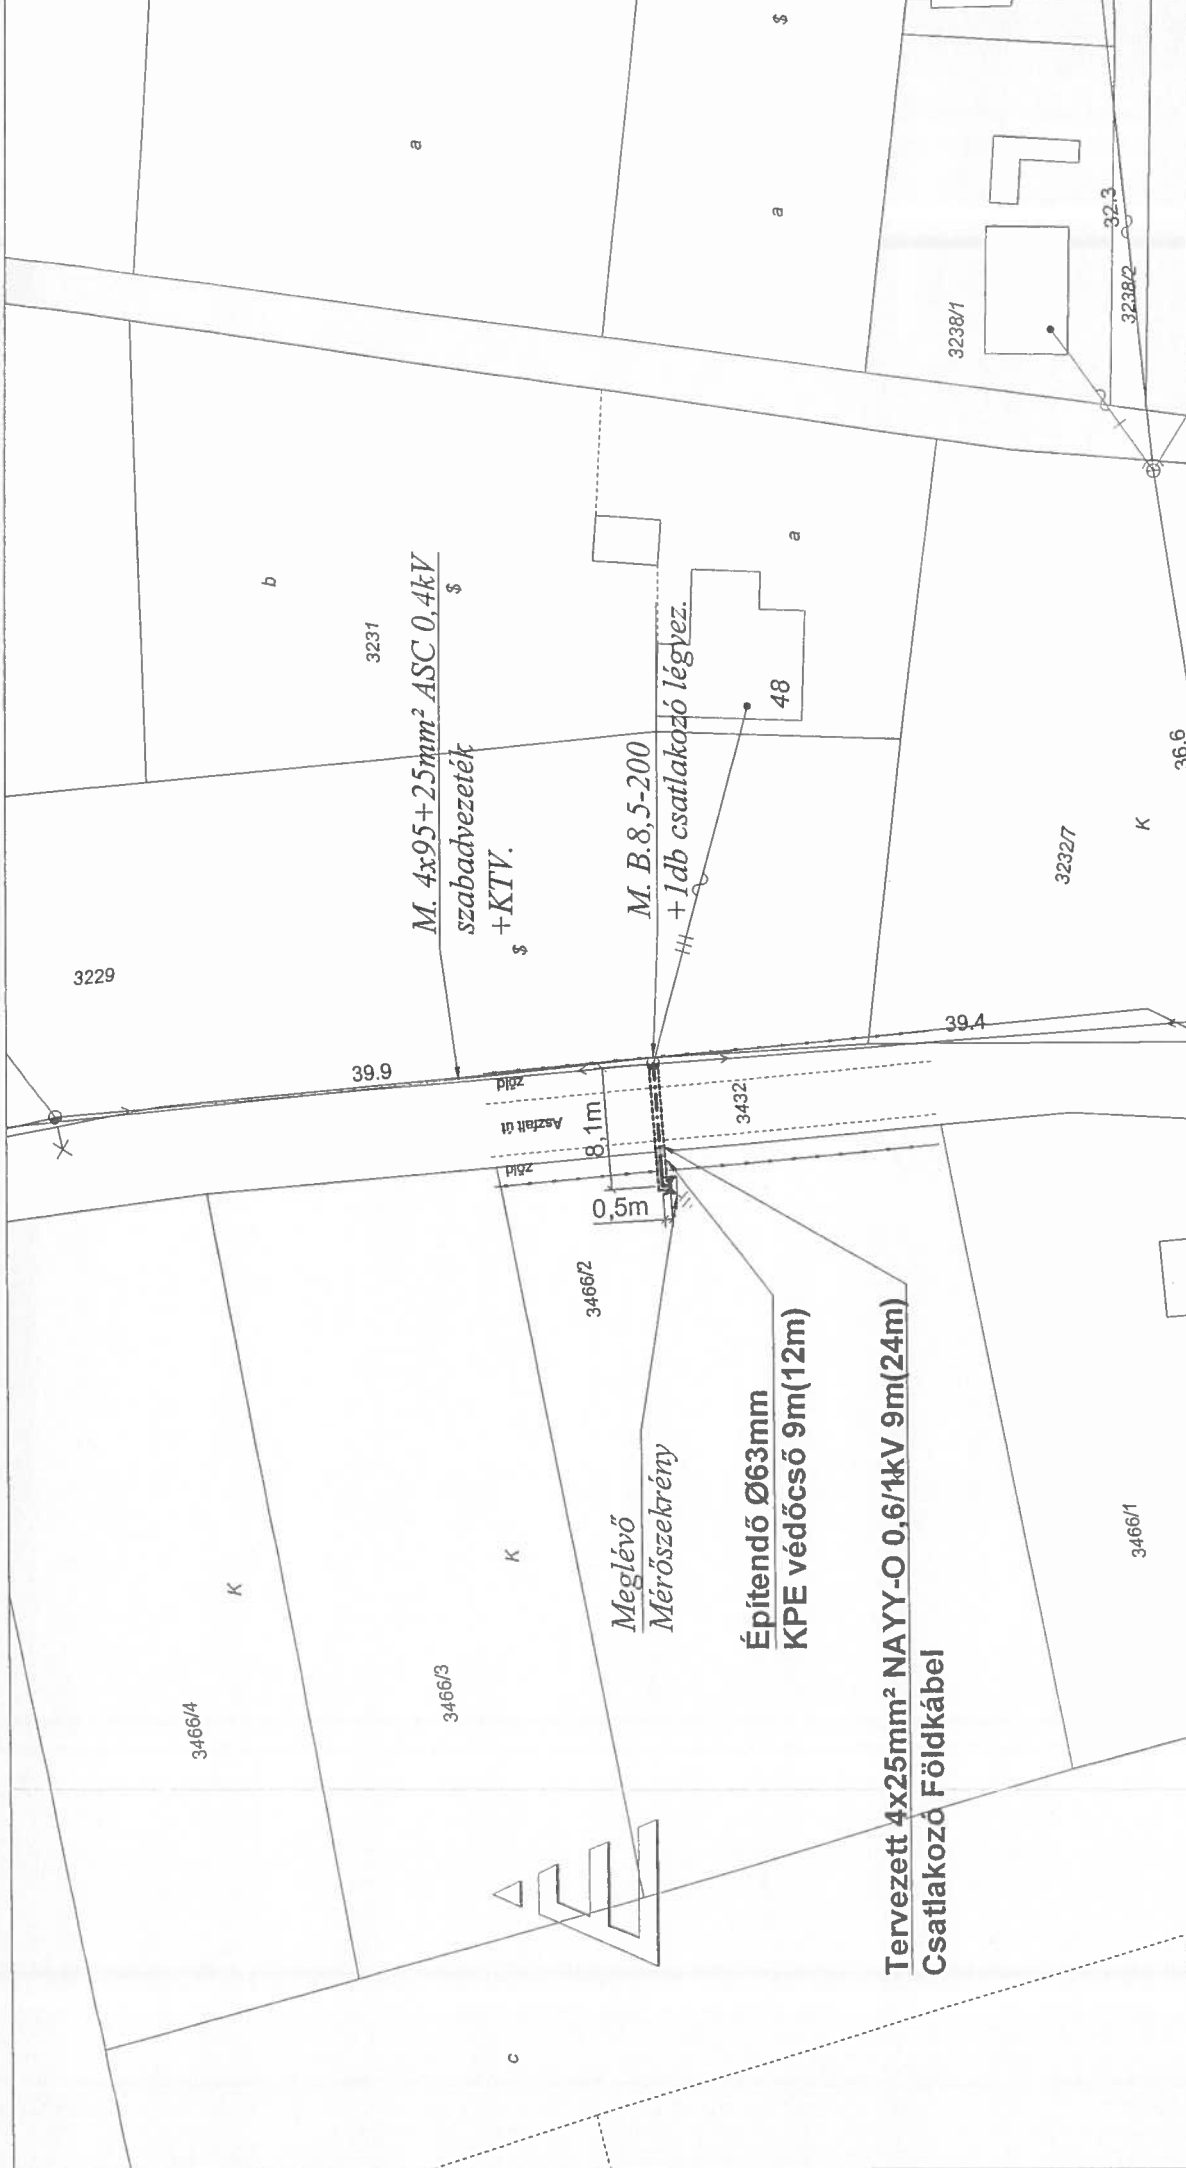 $
a
a
32.3
3238/2
3238/1
b
a
3231
M. 4x95+25mm² ASC 0,4kV
szabadvezeték
+KTV.
$
$
48
M. B.8,5-200
+1db csatlakozó légvez.
36.6
K
3232/7
3229
39.9
39.4
zöld
Aszfalt út
zöld
8,1m
0,5m
3432
3466/2
Meglévő
Mérőszekrény
Építendő Ø63mm
KPE védőcső 9m(12m)
Tervezett 4x25mm² NAYY-O 0,6/1kV 9m(24m)
Csatlakozó Földkábel
3466/1
K
K
3466/3
3466/4
c